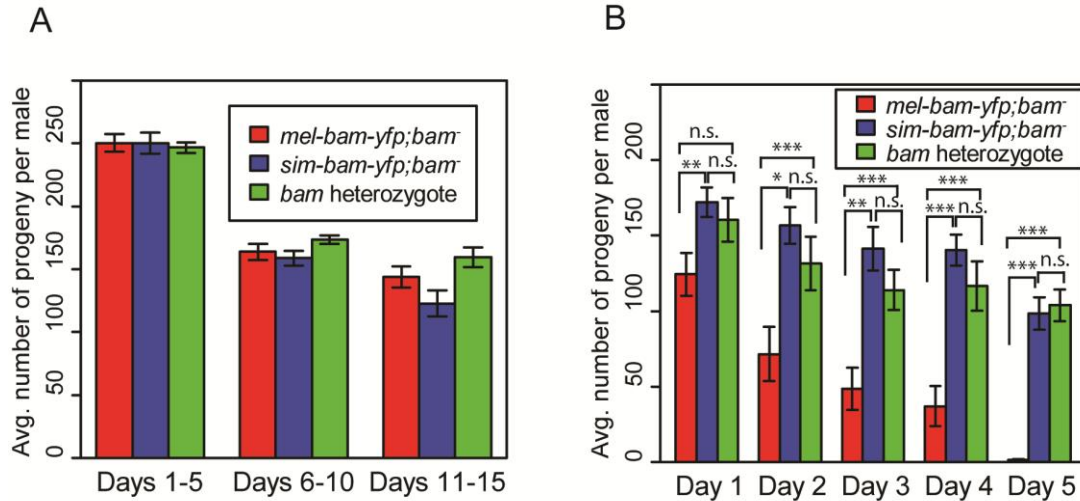 A
Avg. number of progeny per male
0 50 100 150 200 250
mel-bam-yfp;bam⁻
sim-bam-yfp;bam⁻
bam heterozygote
Days 1-5 Days 6-10 Days 11-15
B
Avg. number of progeny per male
0 50 100 150 200
mel-bam-yfp;bam⁻
sim-bam-yfp;bam⁻
bam heterozygote
n.s.
** n.s.
***
* n.s.
***
** n.s.
***
*** n.s.
***
*** n.s.
Day 1 Day 2 Day 3 Day 4 Day 5